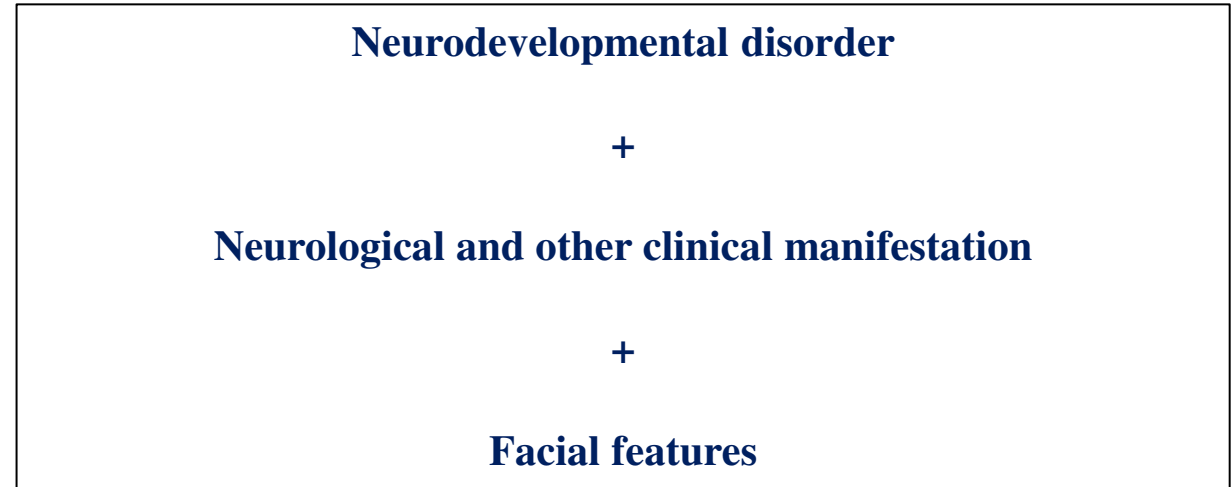 Neurodevelopmental disorder
+
Neurological and other clinical manifestation
+
Facial features